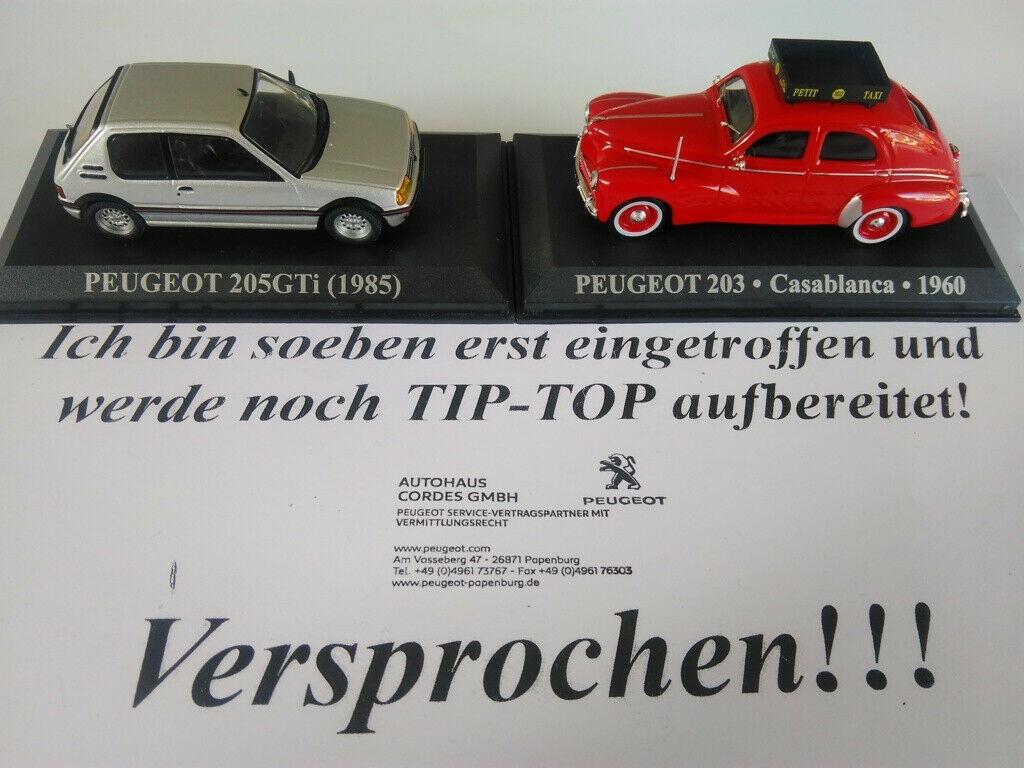 PETIT TAXI
PEUGEOT 205GTi (1985)
PEUGEOT 203 • Casablanca • 1960
Ich bin soeben erst eingetroffen und
werde noch TIP-TOP aufbereitet!
AUTOHAUS
CORDES GMBH
PEUGEOT
PEUGEOT SERVICE-VERTRAGSPARTNER MIT
VERMITTLUNGSRECHT
www.peugeot.com
Am Vosseberg 47 - 26871 Papenburg
Tel. +49 (0)4961 73767 - Fax +49 (0)4961 76303
www.peugeot-papenburg.de
Versprochen!!!